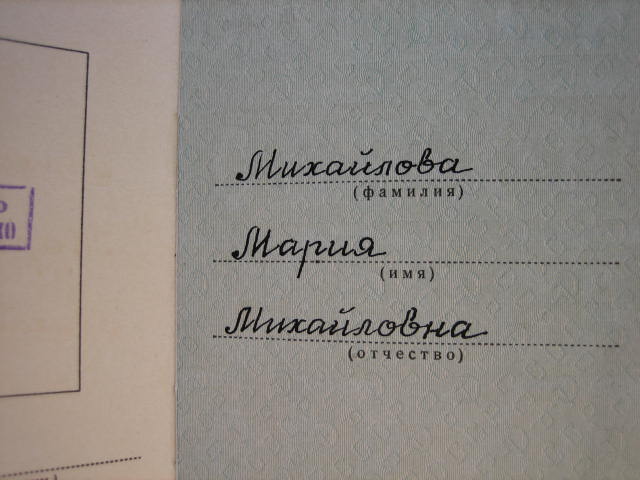 Михайлова
(фамилия)
Мария
(имя)
Михайловна
(отчество)